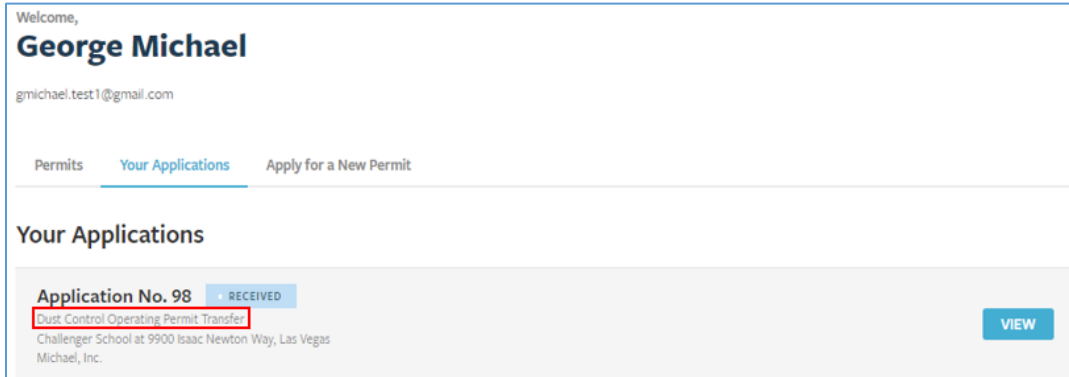 Welcome,
George Michael
gmichael.test1@gmail.com
Permits Your Applications Apply for a New Permit
Your Applications
Application No. 98 RECEIVED
Dust Control Operating Permit Transfer
Challenger School at 9900 Isaac Newton Way, Las Vegas
VIEW
Michael, Inc.